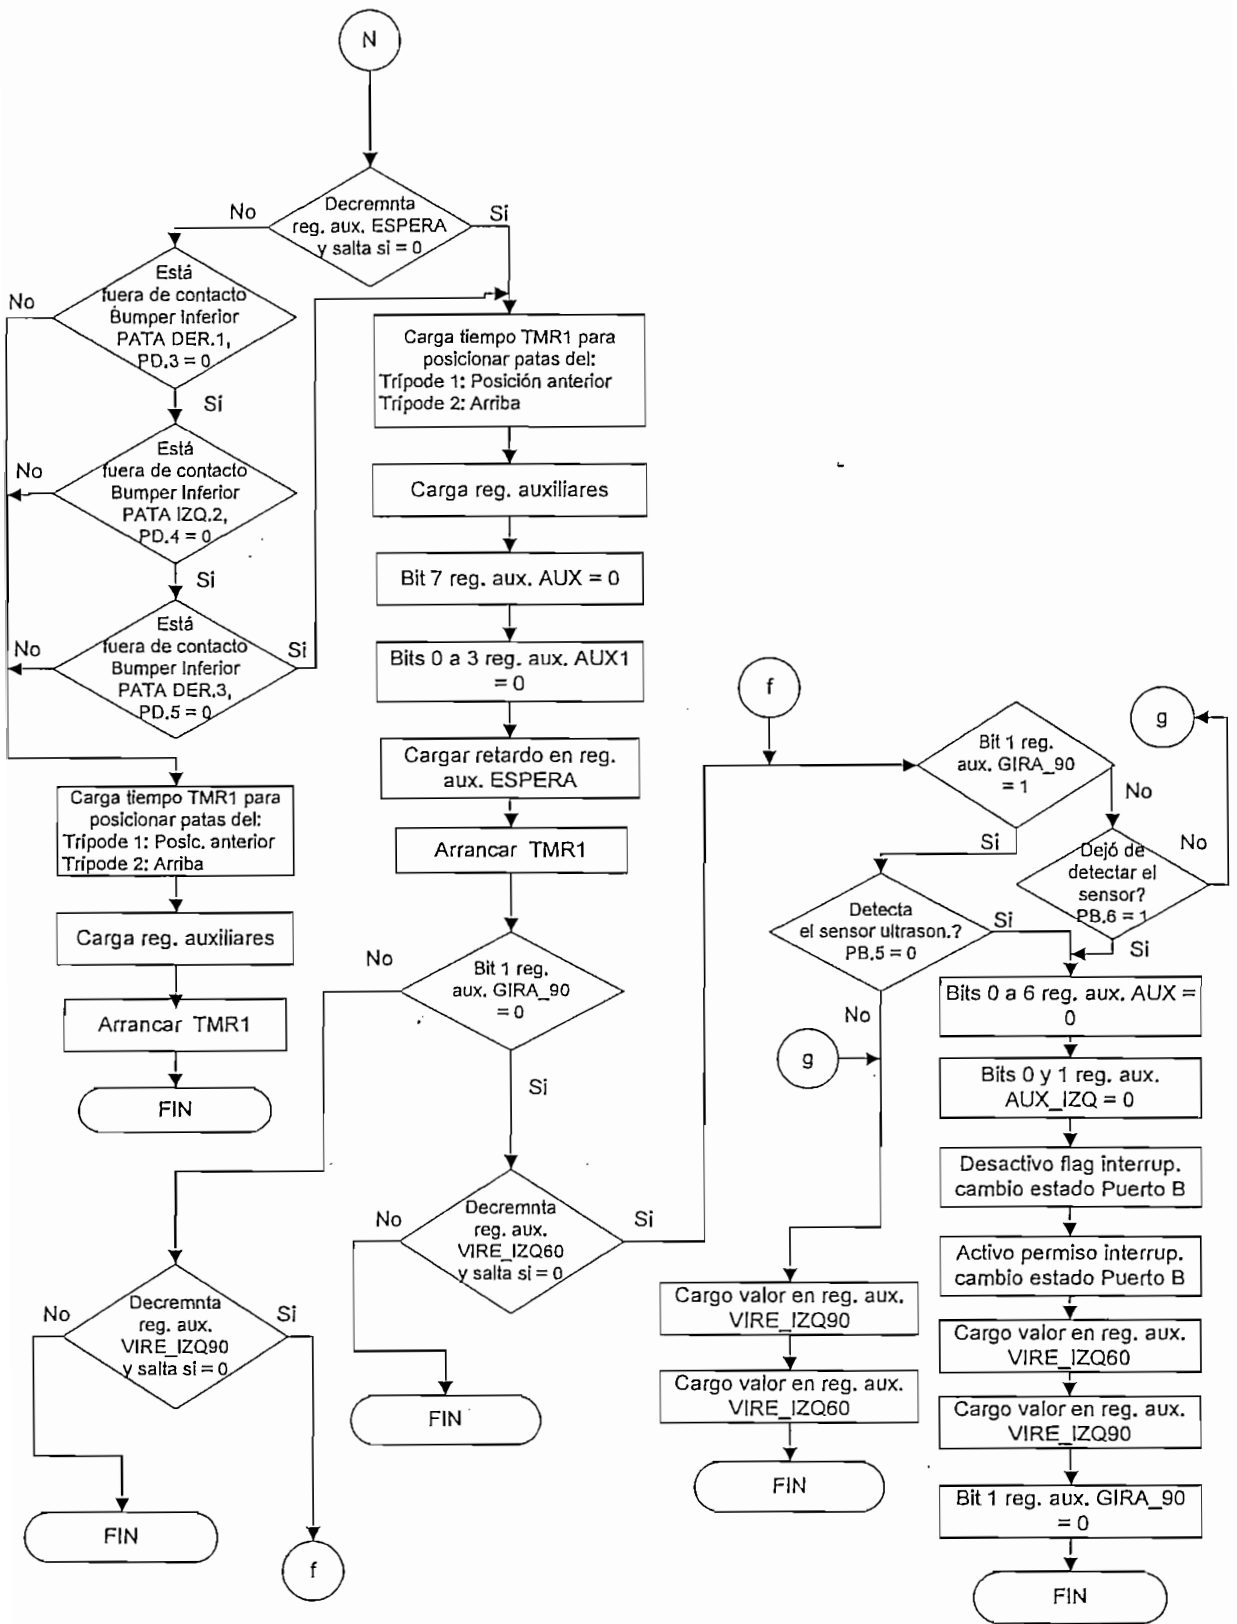 N
Decremnta
reg. aux. ESPERA
y salta si = 0
No
Si
Está
fuera de contacto
Bumper Inferior
PATA DER.1,
PD.3 = 0
No
Si
Está
fuera de contacto
Bumper Inferior
PATA IZQ.2,
PD.4 = 0
No
Si
Está
fuera de contacto
Bumper Inferior
PATA DER.3,
PD.5 = 0
No
Si
Carga tiempo TMR1 para
posicionar patas del:
Trípode 1: Posic. anterior
Trípode 2: Arriba
Carga reg. auxiliares
Arrancar TMR1
FIN
Carga tiempo TMR1 para
posicionar patas del:
Trípode 1: Posición anterior
Trípode 2: Arriba
Carga reg. auxiliares
Bit 7 reg. aux. AUX = 0
Bits 0 a 3 reg. aux. AUX1
= 0
Cargar retardo en reg.
aux. ESPERA
Arrancar TMR1
Bit 1 reg.
aux. GIRA_90
= 0
No
Si
Decremnta
reg. aux.
VIRE_IZQ60
y salta si = 0
No
Si
FIN
Decremnta
reg. aux.
VIRE_IZQ90
y salta si = 0
No
Si
FIN
f
f
Bit 1 reg.
aux. GIRA_90
= 1
No
Si
g
Dejó de
detectar el
sensor?
PB.6 = 1
No
Si
Detecta
el sensor ultrason.?
PB.5 = 0
Si
No
g
Cargo valor en reg. aux.
VIRE_IZQ90
Cargo valor en reg. aux.
VIRE_IZQ60
FIN
Bits 0 a 6 reg. aux. AUX =
0
Bits 0 y 1 reg. aux.
AUX_IZQ = 0
Desactivo flag interrup.
cambio estado Puerto B
Activo permiso interrup.
cambio estado Puerto B
Cargo valor en reg. aux.
VIRE_IZQ60
Cargo valor en reg. aux.
VIRE_IZQ90
Bit 1 reg. aux. GIRA_90
= 0
FIN